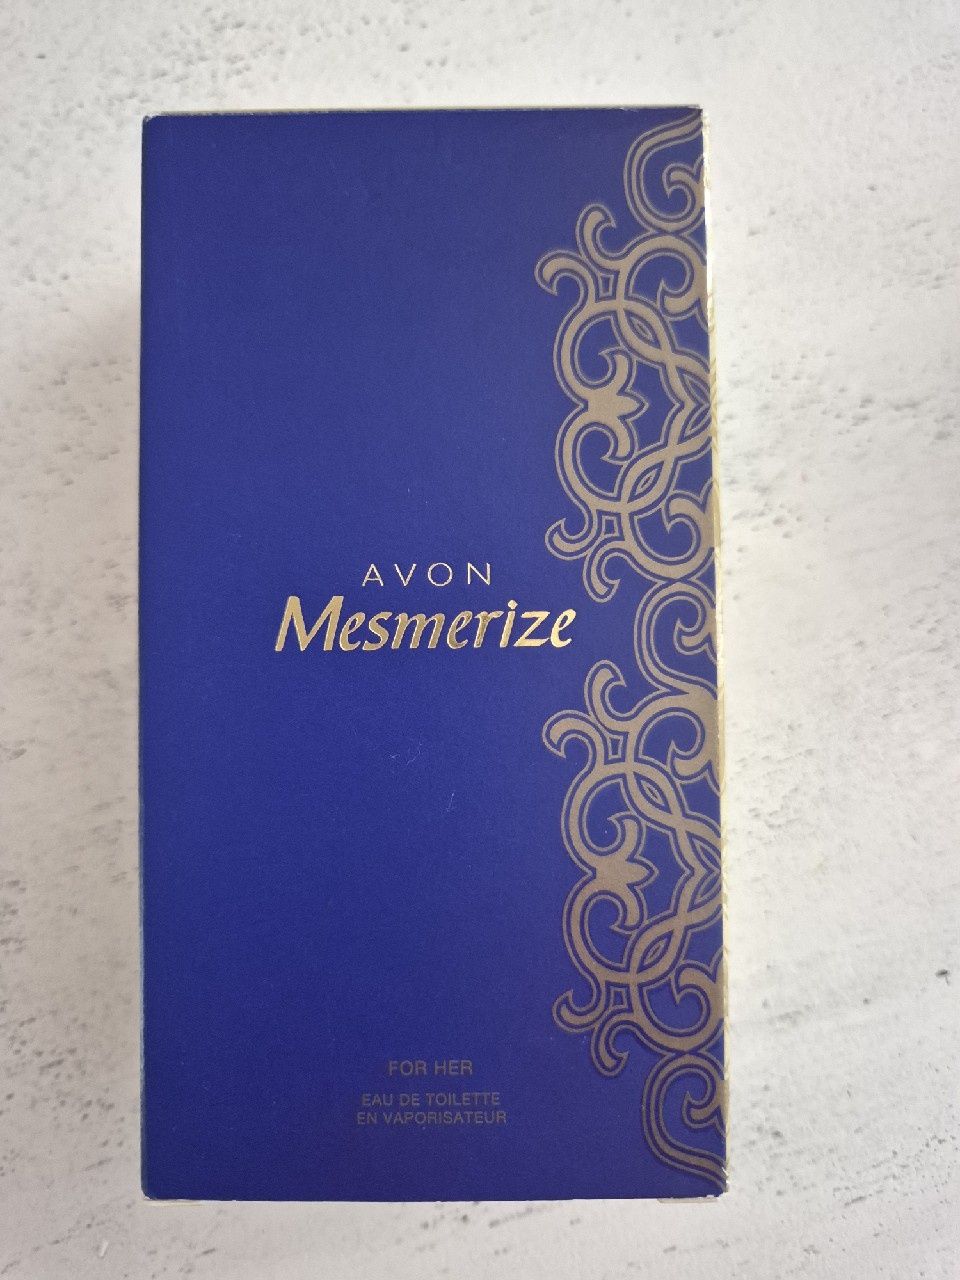 AVON
Mesmerize
FOR HER
EAU DE TOILETTE
EN VAPORISATEUR